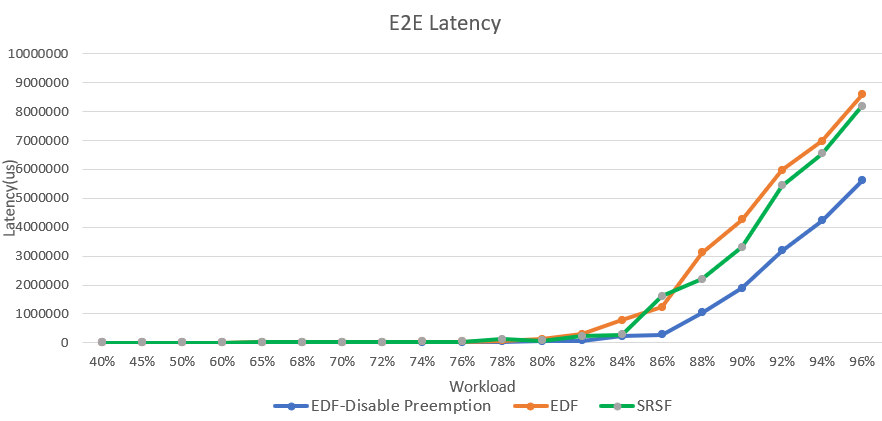 E2E Latency
10000000
9000000
8000000
7000000
6000000
5000000
4000000
3000000
2000000
1000000
0
Latency(us)
40% 45% 50% 60% 65% 68% 70% 72% 74% 76% 78% 80% 82% 84% 86% 88% 90% 92% 94% 96%
Workload
EDF-Disable Preemption EDF SRSF